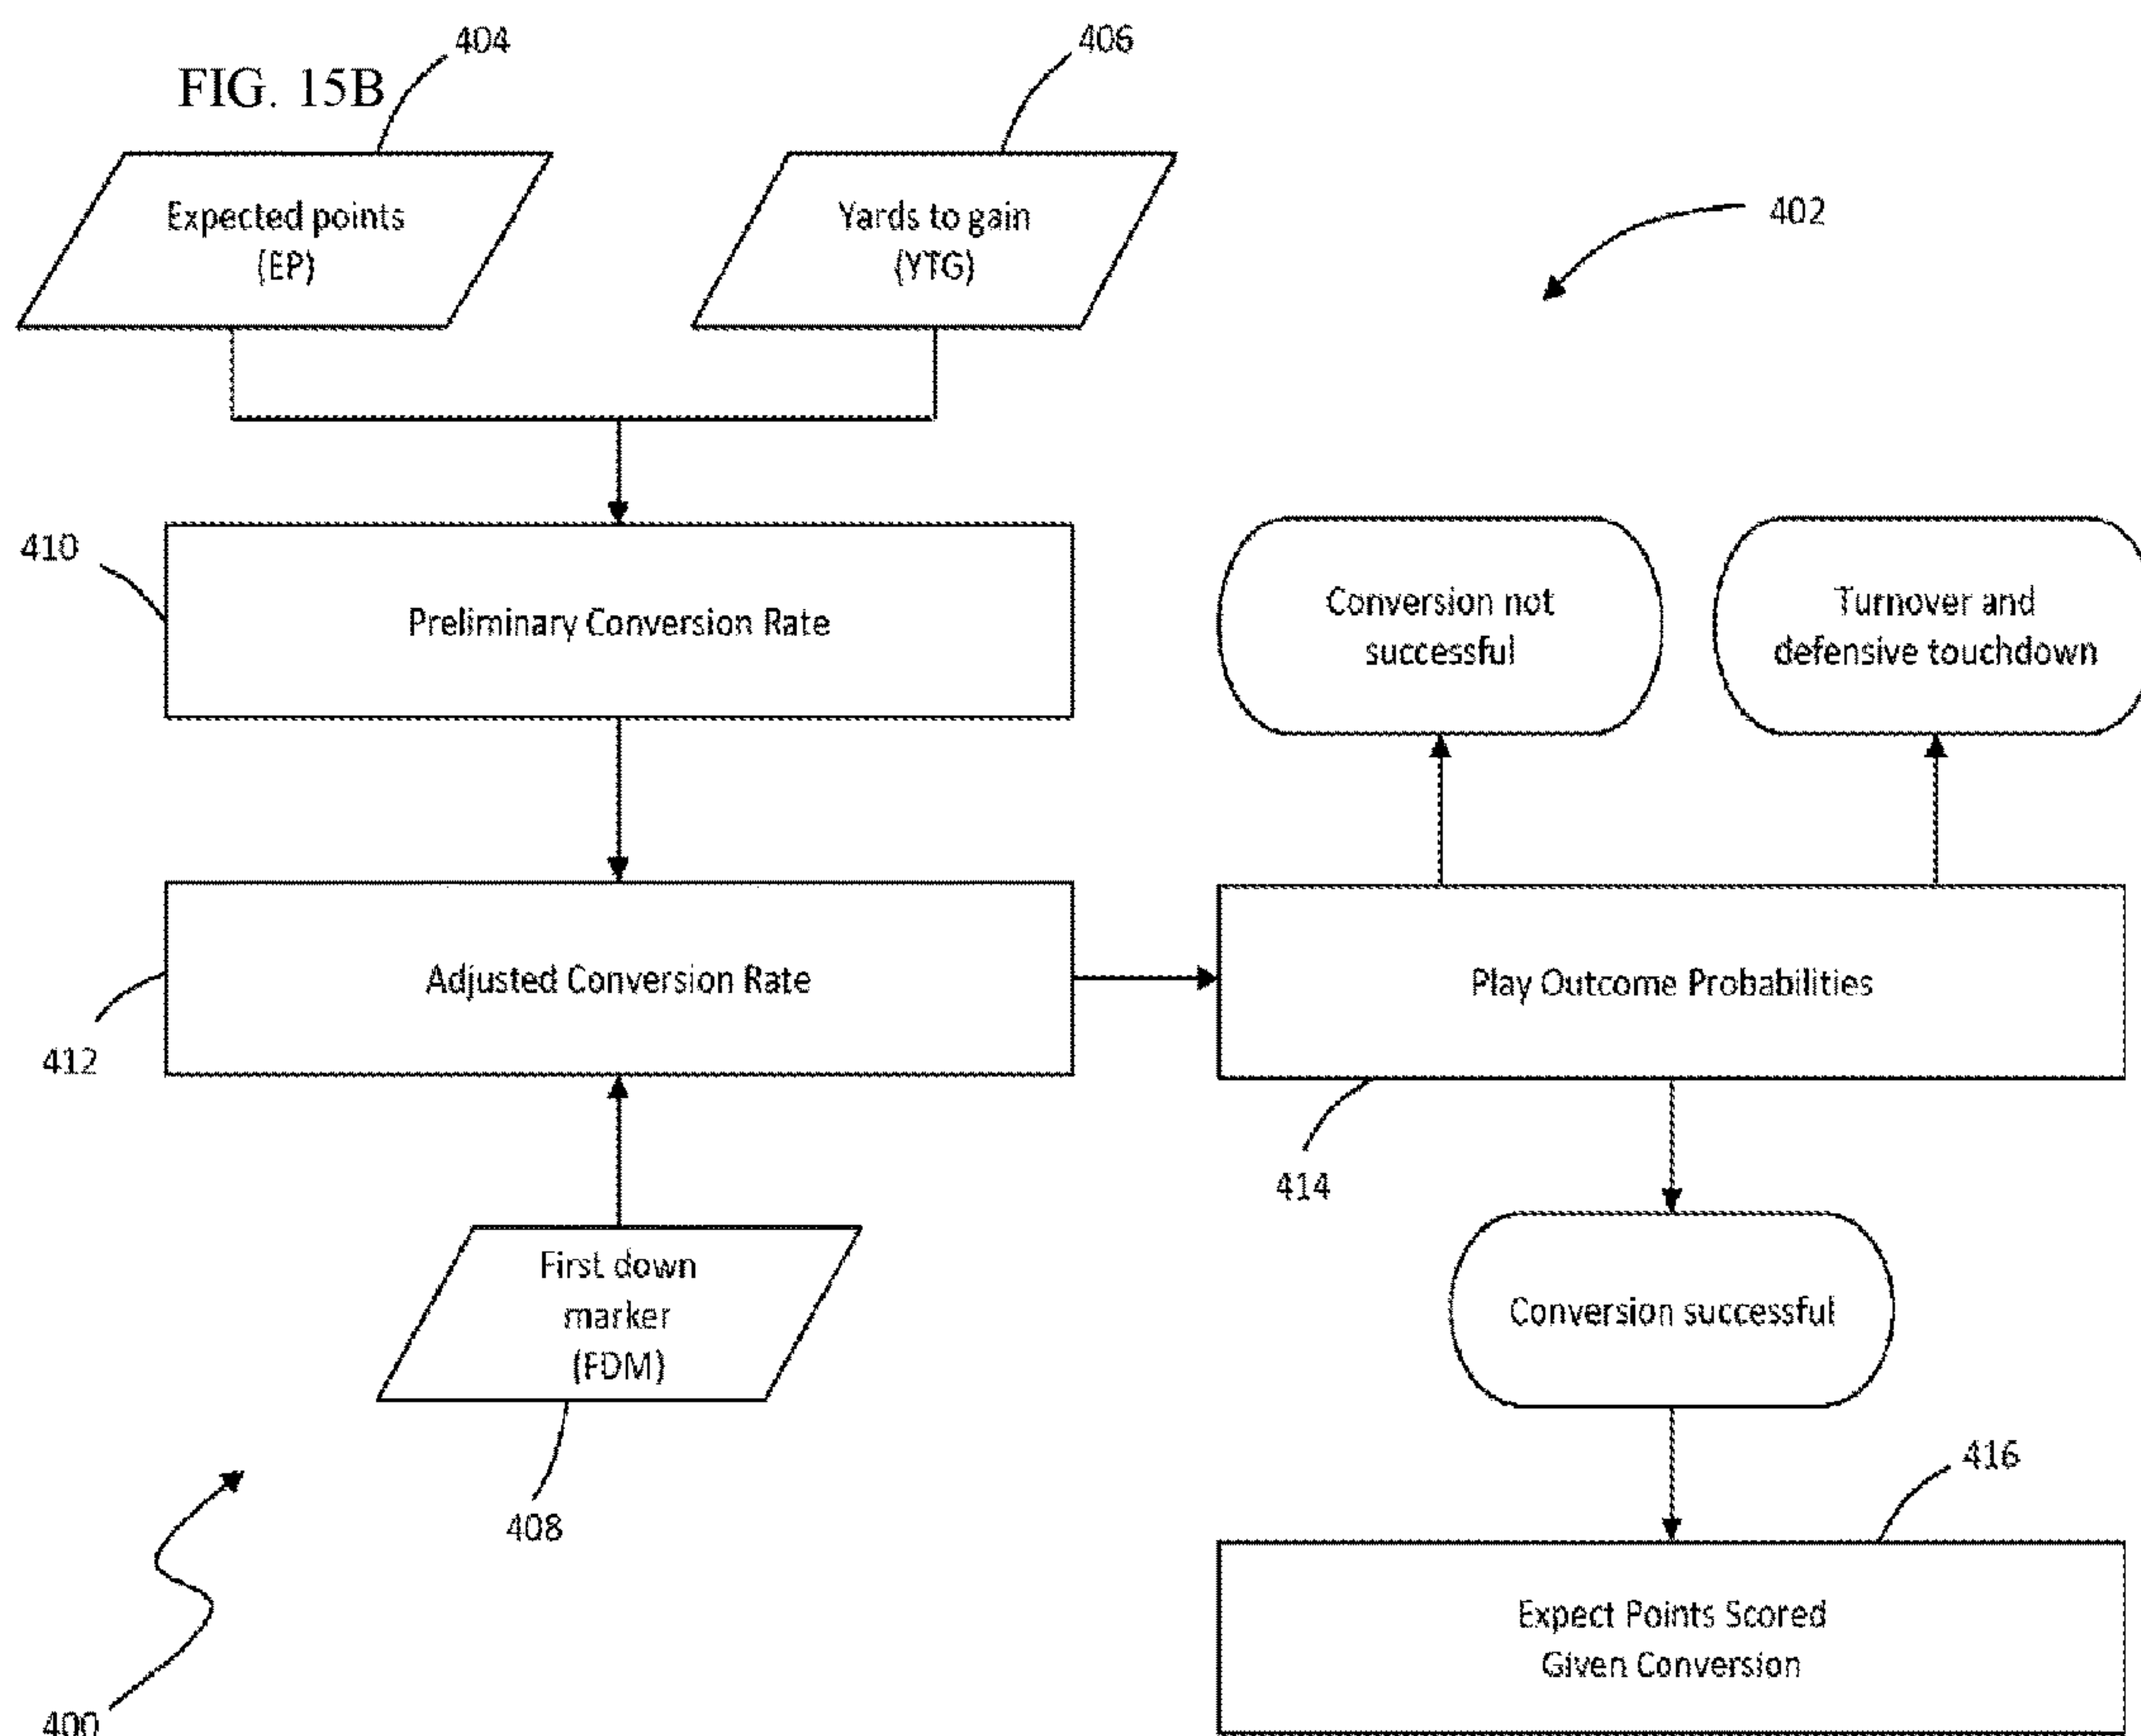 404
406
FIG. 15B
Expected points
(EP)
Yards to gain
(YTG)
402
410
Preliminary Conversion Rate
Conversion not
successful
Turnover and
defensive touchdown
Adjusted Conversion Rate
Play Outcome Probabilities
412
414
First down
marker
(FDM)
Conversion successful
408
416
Expect Points Scored
Given Conversion
400